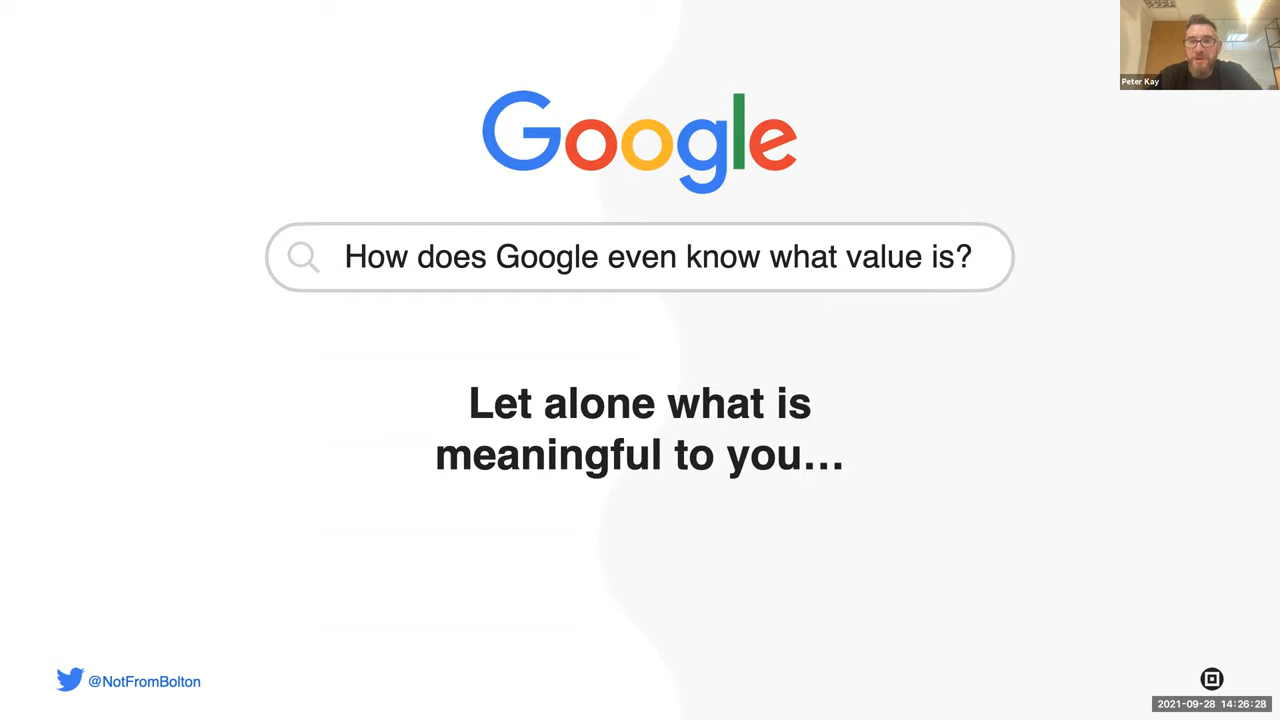 Peter Kay
Google
How does Google even know what value is?
Let alone what is
meaningful to you…
@NotFromBolton
2021-09-28 14:26:28